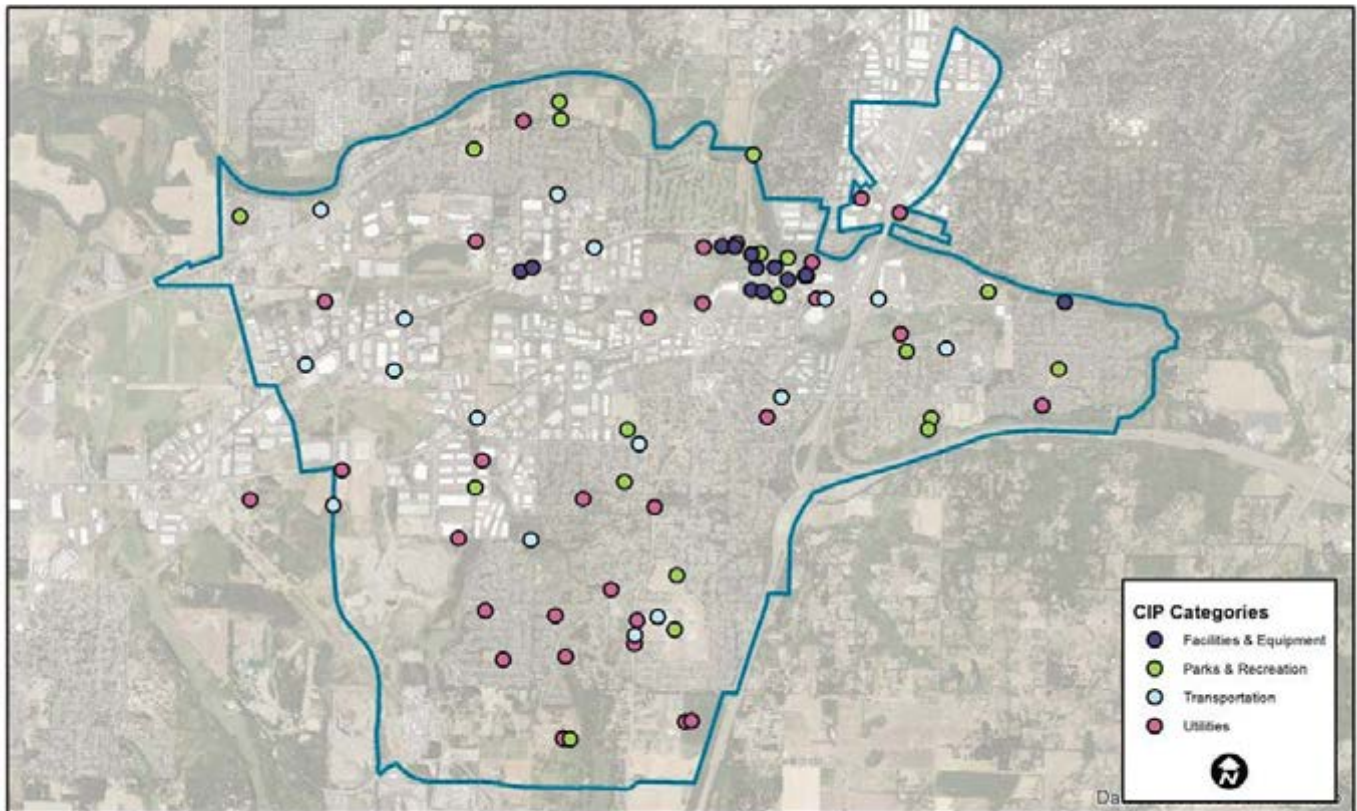 CIP Categories
Facilities & Equipment
Parks & Recreation
Transportation
Utilities
N